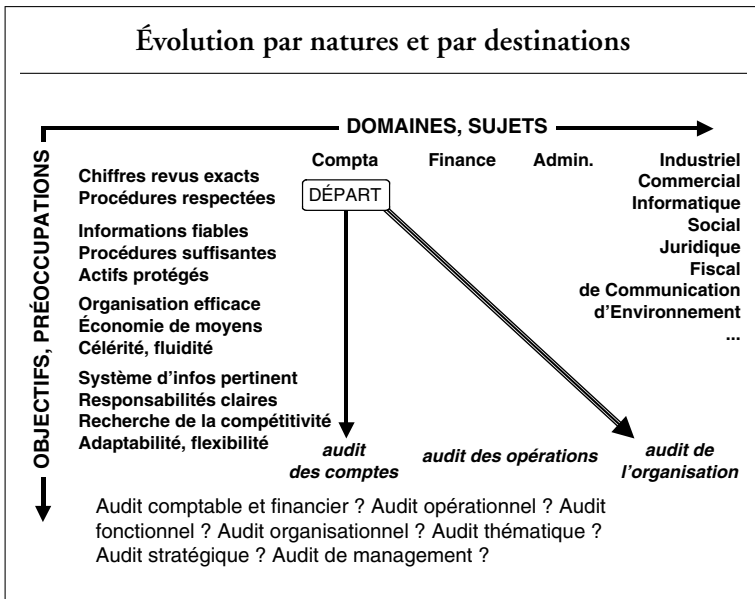 Évolution par natures et par destinations
DOMAINES, SUJETS
OBJECTIFS, PRÉOCCUPATIONS
Compta Finance Admin. Industriel
Commercial
Informatique
Social
Juridique
Fiscal
de Communication
d'Environnement
...
DÉPART
Chiffres revus exacts
Procédures respectées
Informations fiables
Procédures suffisantes
Actifs protégés
Organisation efficace
Économie de moyens
Célérité, fluidité
Système d'infos pertinent
Responsabilités claires
Recherche de la compétitivité
Adaptabilité, flexibilité
audit
des comptes
audit des opérations
audit de
l'organisation
Audit comptable et financier ? Audit opérationnel ? Audit
fonctionnel ? Audit organisationnel ? Audit thématique ?
Audit stratégique ? Audit de management ?